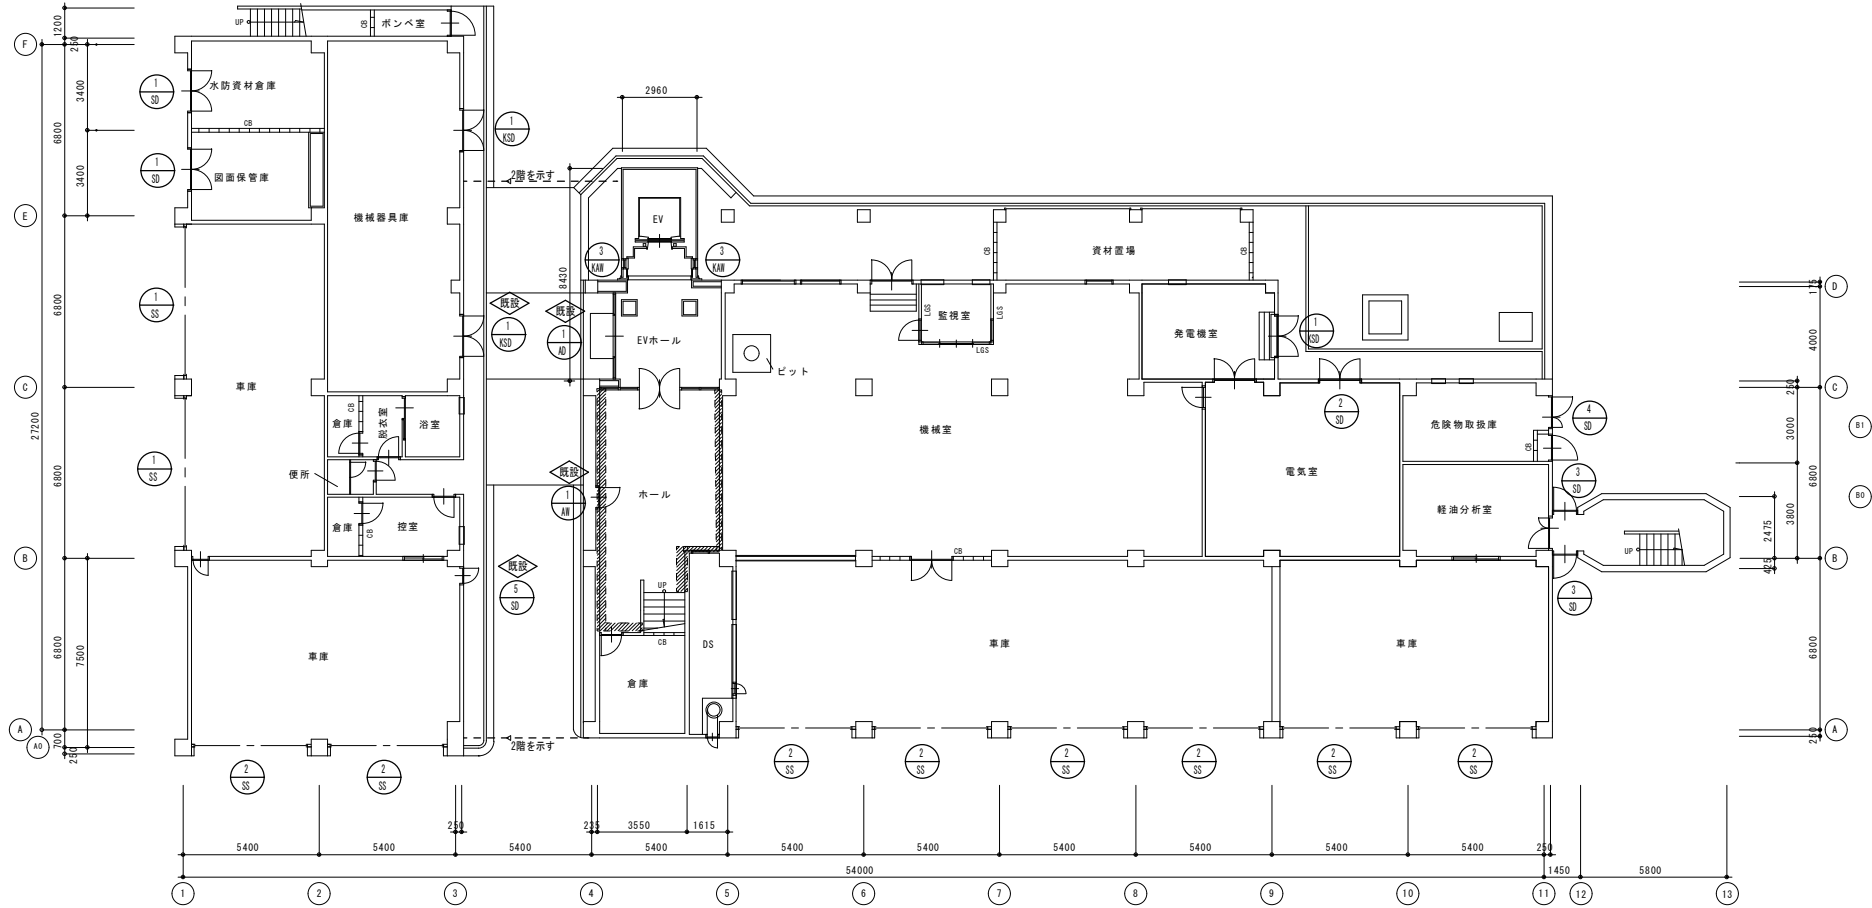 1200
UP
CB
ボンベ室
F
250
3400
6800
1
SD
水防資材倉庫
CB
2960
1
KSD
3400
1
SD
図面保管庫
2階を示す
E
機械器具庫
EV
3
KAW
3
KAW
CB
資材置場
CB
8430
D
175
6800
1
SS
既設
既設
1
KSD
1
AD
EVホール
LGS
監視室
LGS
LGS
発電機室
1
KSD
4000
ピット
C
車庫
C
250
27200
倉庫
CB
脱衣室
浴室
機械室
2
SD
危険物取扱庫
CB
4
SD
3000
B1
6800
1
SS
便所
既設
1
AW
ホール
電気室
3
SD
6800
B0
倉庫
CB
控室
軽油分析室
3800
2475
UP
B
既設
5
SD
CB
B
425
3
SD
UP
CB
6800
7500
車庫
DS
車庫
車庫
6800
倉庫
A
A0
700
250
2階を示す
250
A
2
SS
2
SS
2
SS
2
SS
2
SS
2
SS
2
SS
2
SS
250
235
3550
1615
5400
5400
5400
5400
5400
5400
5400
5400
5400
5400
250
54000
1450
5800
1
2
3
4
5
6
7
8
9
10
11
12
13